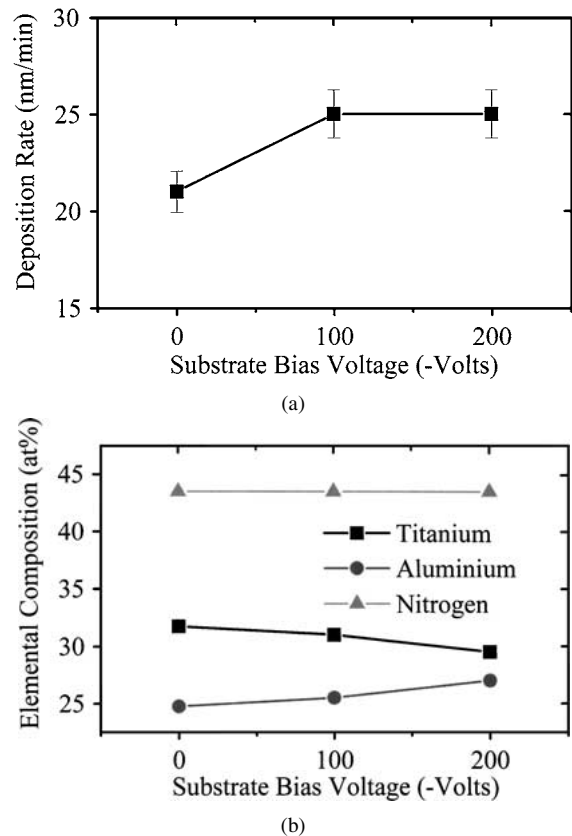 Deposition Rate (nm/min)
30
25
20
15
0 100 200
Substrate Bias Voltage (-Volts)
(a)
Elemental Composition (at%)
45
40
35
30
25
Titanium
Aluminium
Nitrogen
0 100 200
Substrate Bias Voltage (-Volts)
(b)